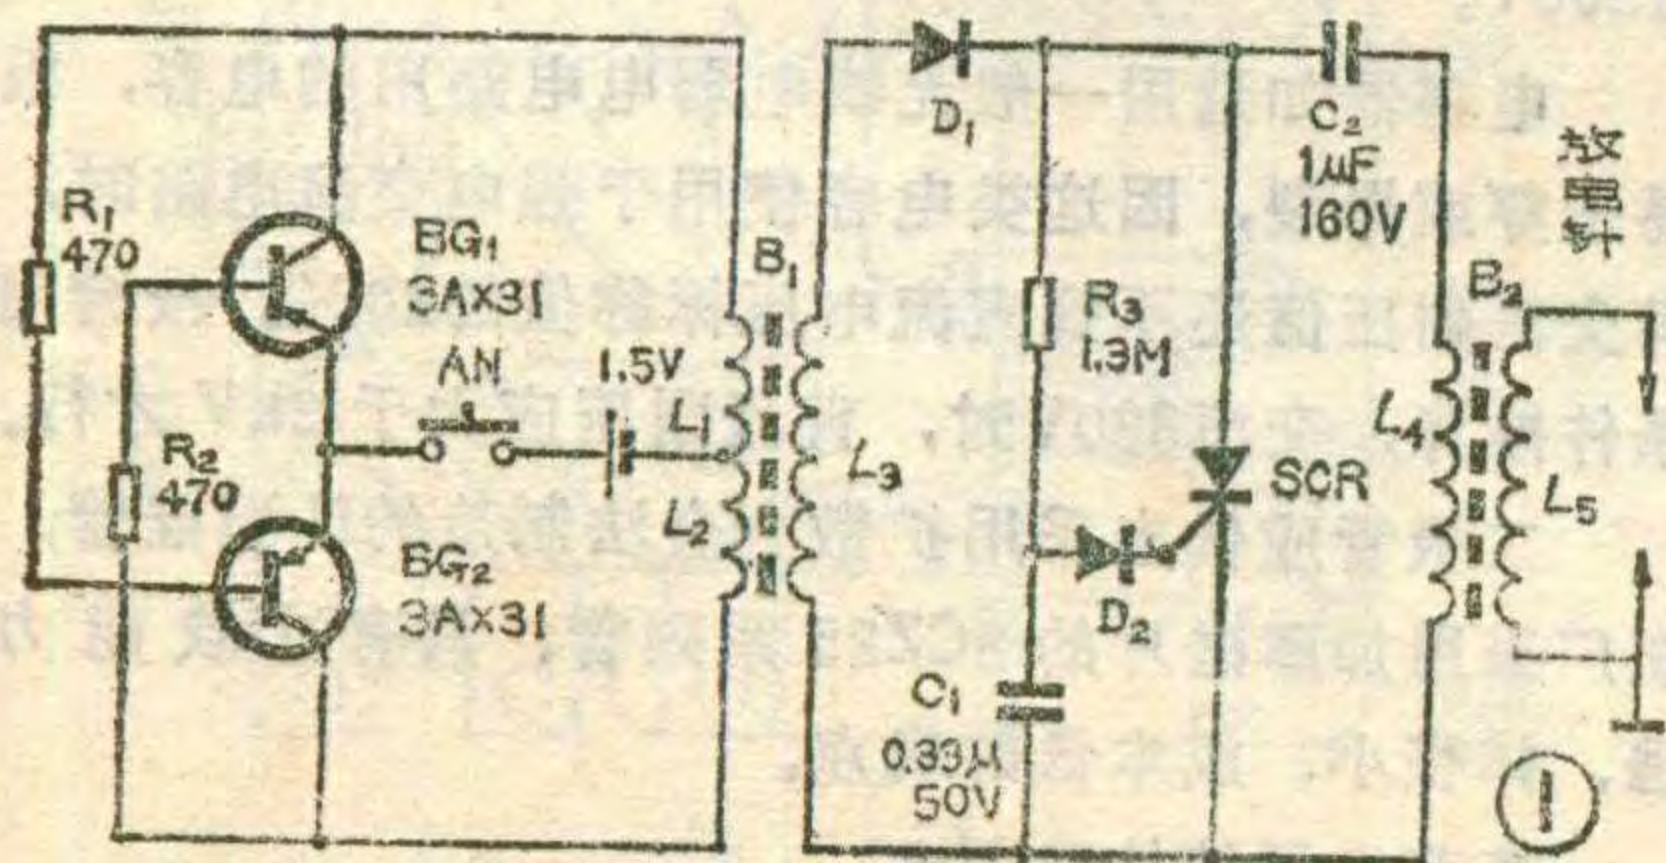 R₁
470
BG₁
3AX31
R₂
470
BG₂
3AX31
AN
1.5V
B₁
L₁
L₂
L₃
D₁
R₃
1.3M
D₂
C₁
0.33μ
50V
SCR
C₂
1μF
160V
B₂
L₄
L₅
放电针
1